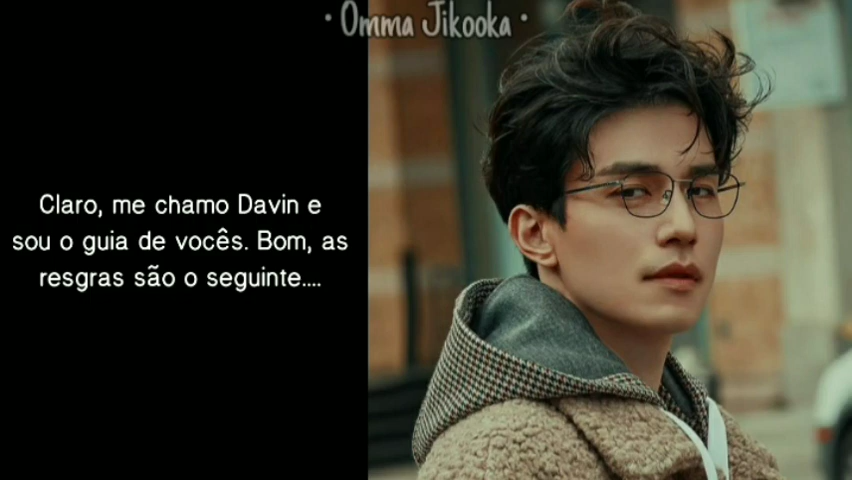 • Omma Jikooka •
Claro, me chamo Davin e
sou o guia de vocês. Bom, as
resgras são o seguinte....